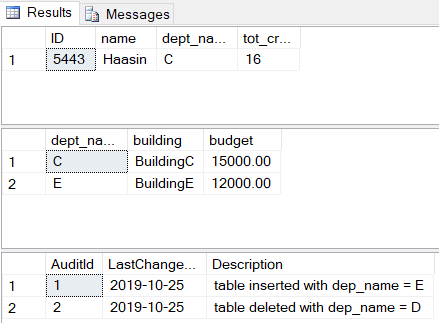 Results Messages
ID name dept_na... tot_cr...
1 5443 Haasin C 16
dept_na... building budget
1 C BuildingC 15000.00
2 E BuildingE 12000.00
AuditId LastChange... Description
1 1 2019-10-25 table inserted with dep_name = E
2 2 2019-10-25 table deleted with dep_name = D